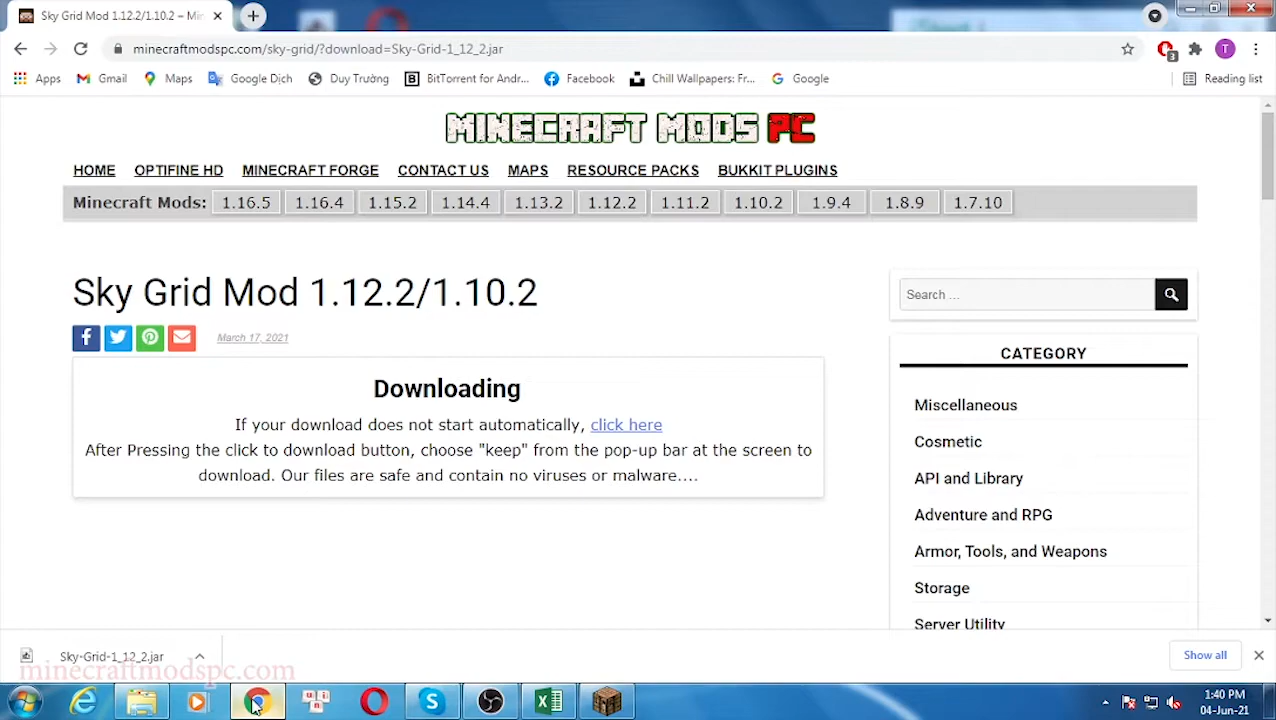 Sky Grid Mod 1.12.2/1.10.2 – Min
minecraftmodspc.com/sky-grid/?download=Sky-Grid-1_12_2.jar
3
T
Apps
Gmail
Maps
Google Dịch
Duy Trường
BitTorrent for Andr...
Facebook
Chill Wallpapers: Fr...
Google
Reading list
MINECRAFT MODS PC
HOME OPTIFINE HD MINECRAFT FORGE CONTACT US MAPS RESOURCE PACKS BUKKIT PLUGINS
Minecraft Mods: 1.16.5 1.16.4 1.15.2 1.14.4 1.13.2 1.12.2 1.11.2 1.10.2 1.9.4 1.8.9 1.7.10
Sky Grid Mod 1.12.2/1.10.2
March 17, 2021
Downloading
If your download does not start automatically, click here
After Pressing the click to download button, choose "keep" from the pop-up bar at the screen to
download. Our files are safe and contain no viruses or malware....
Search …
CATEGORY
Miscellaneous
Cosmetic
API and Library
Adventure and RPG
Armor, Tools, and Weapons
Storage
Server Utility
Sky-Grid-1_12_2.jar
Show all
minecraftmodspc.com
1:40 PM
04-Jun-21